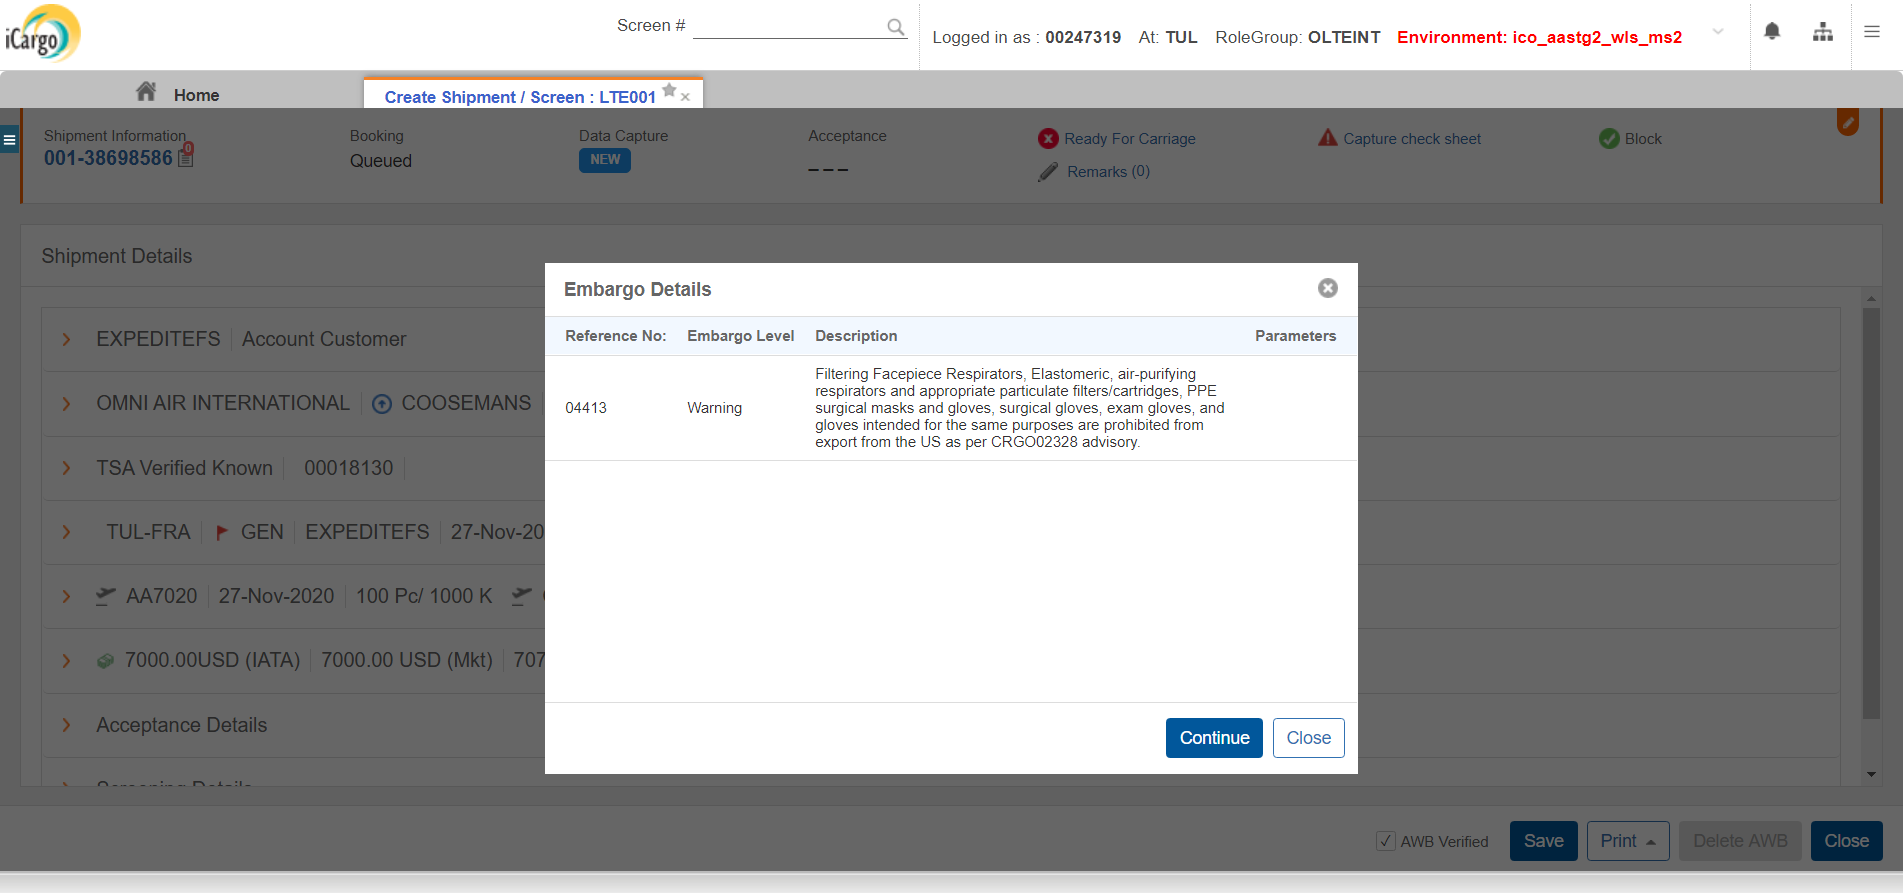 iCargo
Screen #
Logged in as : 00247319 At: TUL RoleGroup: OLTEINT Environment: ico_aastg2_wls_ms2
Home
Create Shipment / Screen : LTE001
Shipment Information
001-38698586
0
Booking
Queued
Data Capture
NEW
Acceptance
– – –
Ready For Carriage
Remarks (0)
Capture check sheet
Block
Shipment Details
EXPEDITEFS Account Customer
OMNI AIR INTERNATIONAL COOSEMANS
TSA Verified Known 00018130
TUL-FRA GEN EXPEDITEFS 27-Nov-20
AA7020 27-Nov-2020 100 Pc/ 1000 K
7000.00USD (IATA) 7000.00 USD (Mkt) 707
Acceptance Details
Screening Details
Embargo Details
Reference No: Embargo Level Description Parameters
04413 Warning
Filtering Facepiece Respirators, Elastomeric, air-purifying
respirators and appropriate particulate filters/cartridges, PPE
surgical masks and gloves, surgical gloves, exam gloves, and
gloves intended for the same purposes are prohibited from
export from the US as per CRGO02328 advisory.
Continue Close
AWB Verified Save Print Delete AWB Close